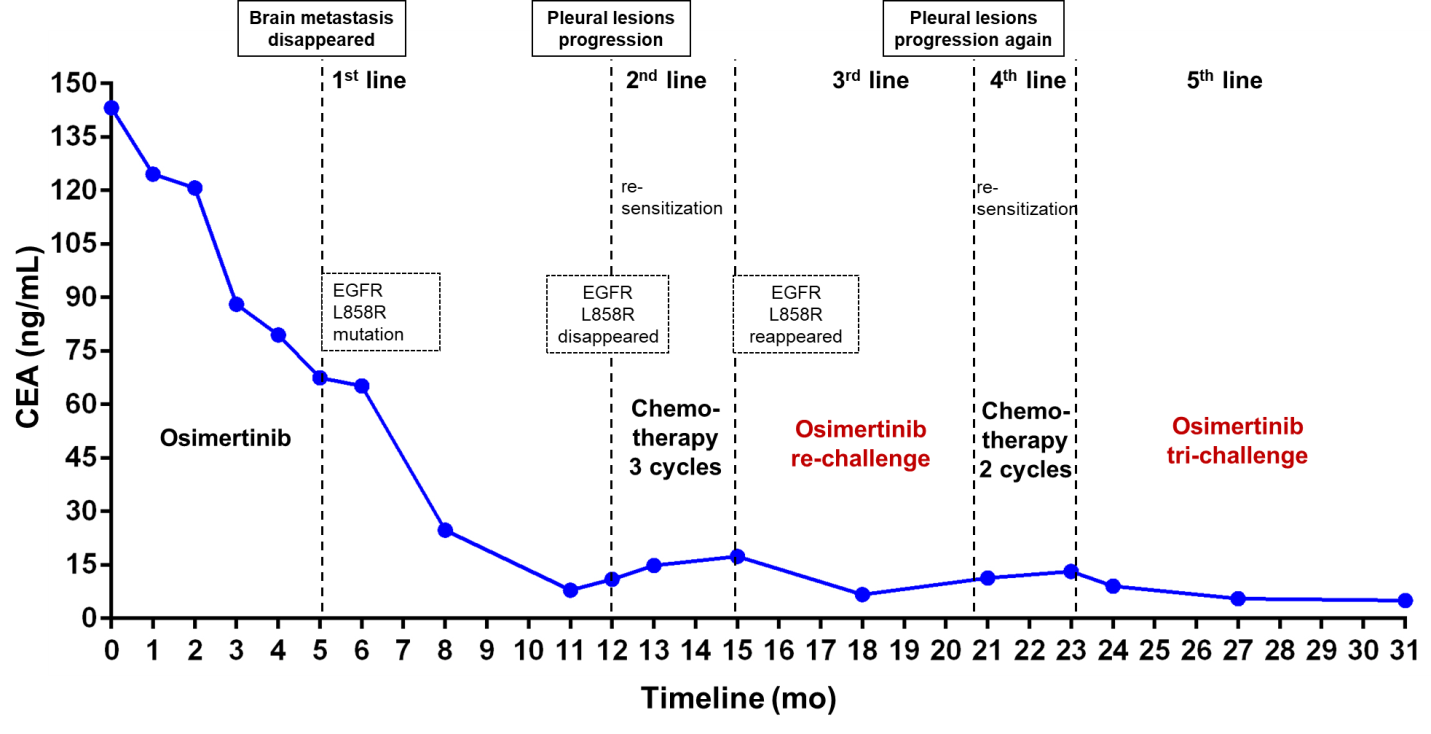 Brain metastasis
disappeared
Pleural lesions
progression
Pleural lesions
progression again
1st line
2nd line
3rd line
4th line
5th line
150
135
120
105
90
75
60
45
30
15
0
CEA (ng/mL)
re-
sensitization
re-
sensitization
EGFR
L858R
mutation
EGFR
L858R
disappeared
EGFR
L858R
reappeared
Osimertinib
Chemo-
therapy
3 cycles
Osimertinib
re-challenge
Chemo-
therapy
2 cycles
Osimertinib
tri-challenge
0 1 2 3 4 5 6 7 8 9 10 11 12 13 14 15 16 17 18 19 20 21 22 23 24 25 26 27 28 29 30 31
Timeline (mo)